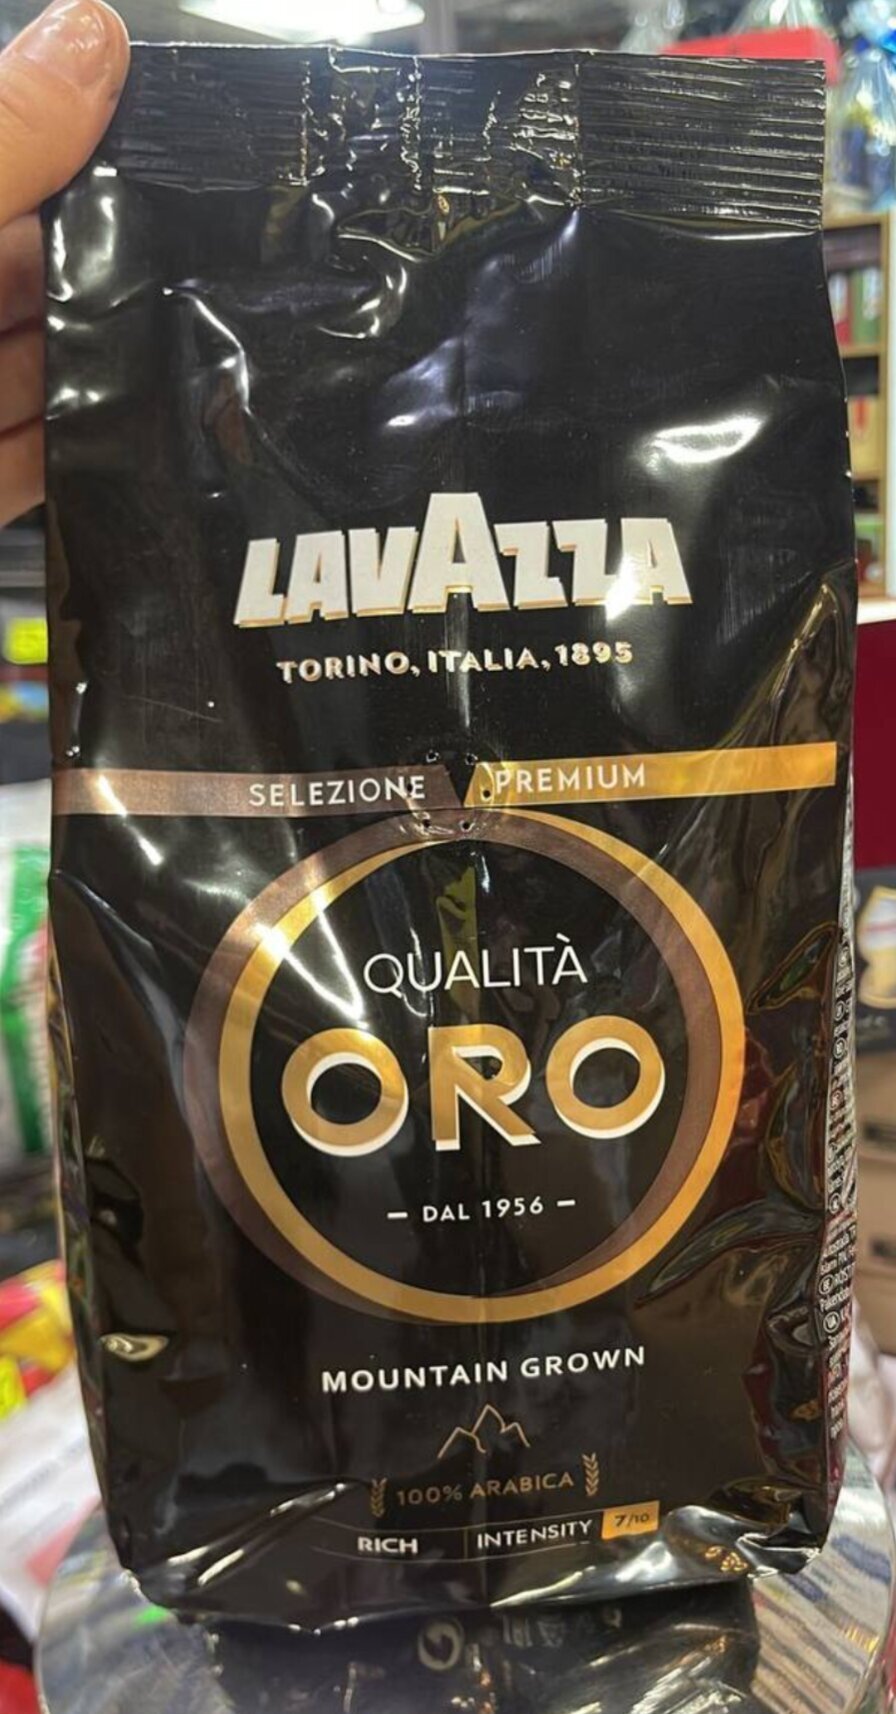 LAVAZZA
TORINO, ITALIA, 1895
SELEZIONE PREMIUM
QUALITÀ
ORO
– DAL 1956 –
MOUNTAIN GROWN
100% ARABICA
RICH INTENSITY 7/10